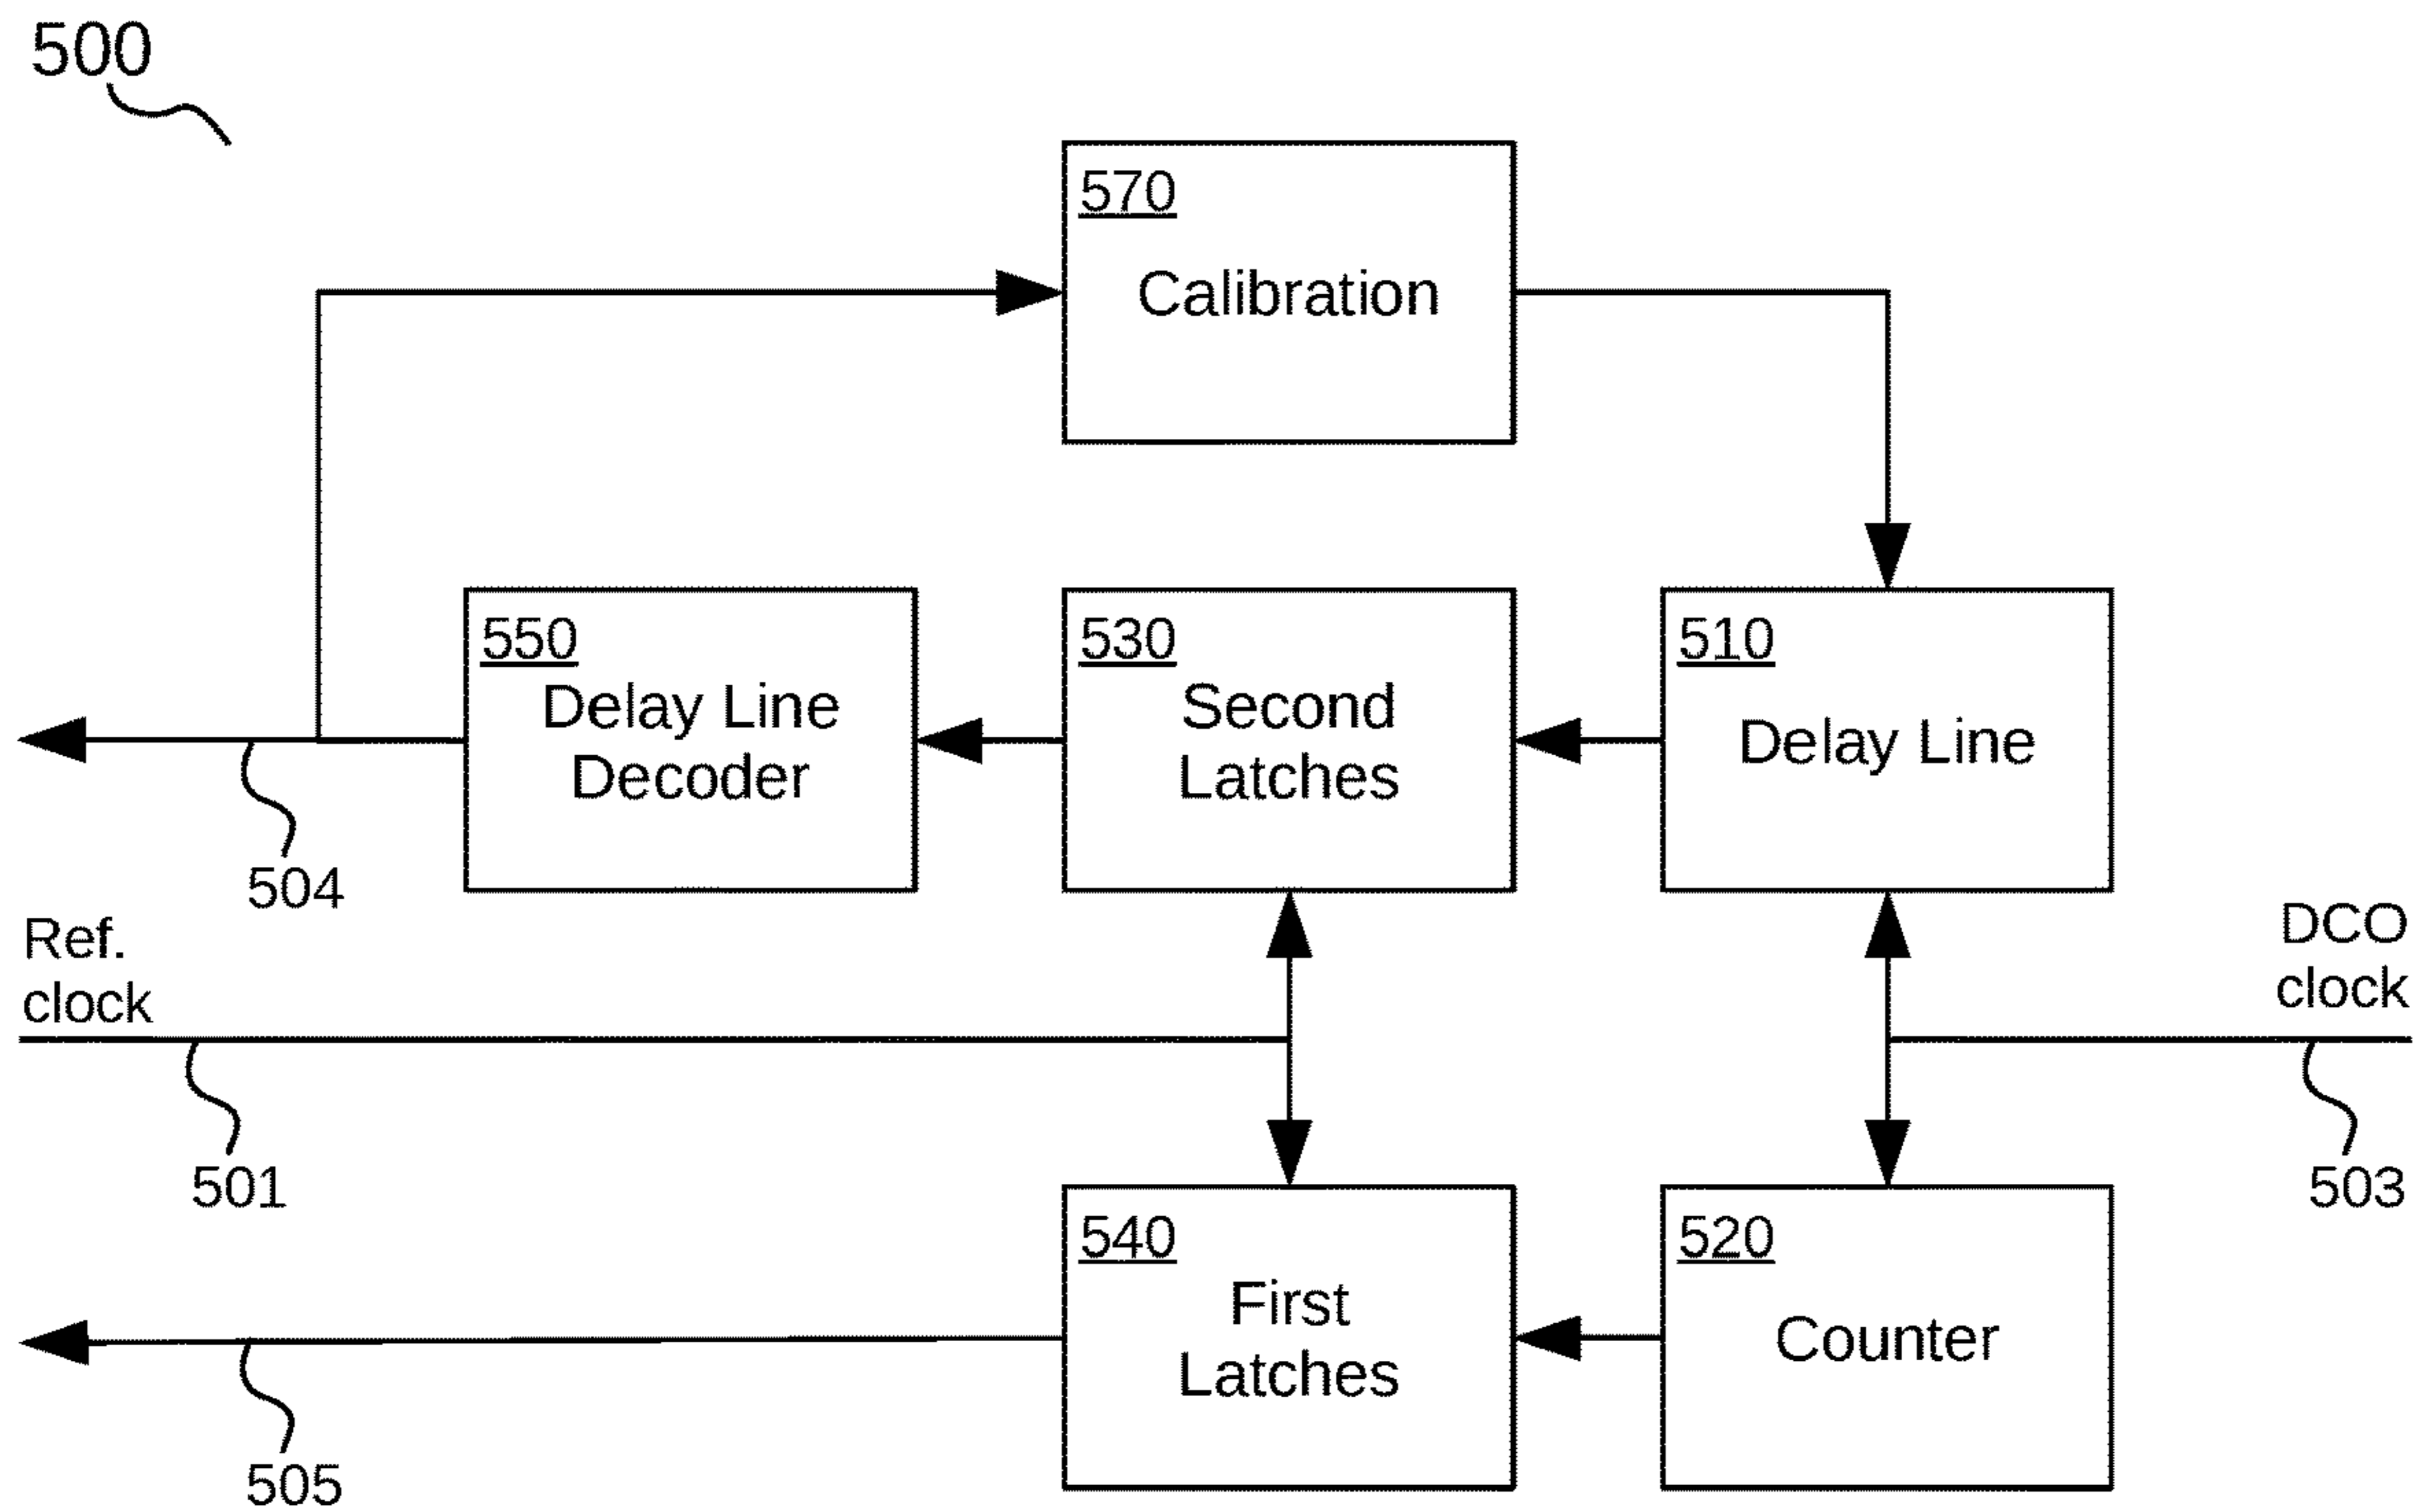 500
570
Calibration
550
Delay Line
Decoder
530
Second
Latches
510
Delay Line
504
Ref.
clock
DCO
clock
501
503
540
First
Latches
520
Counter
505